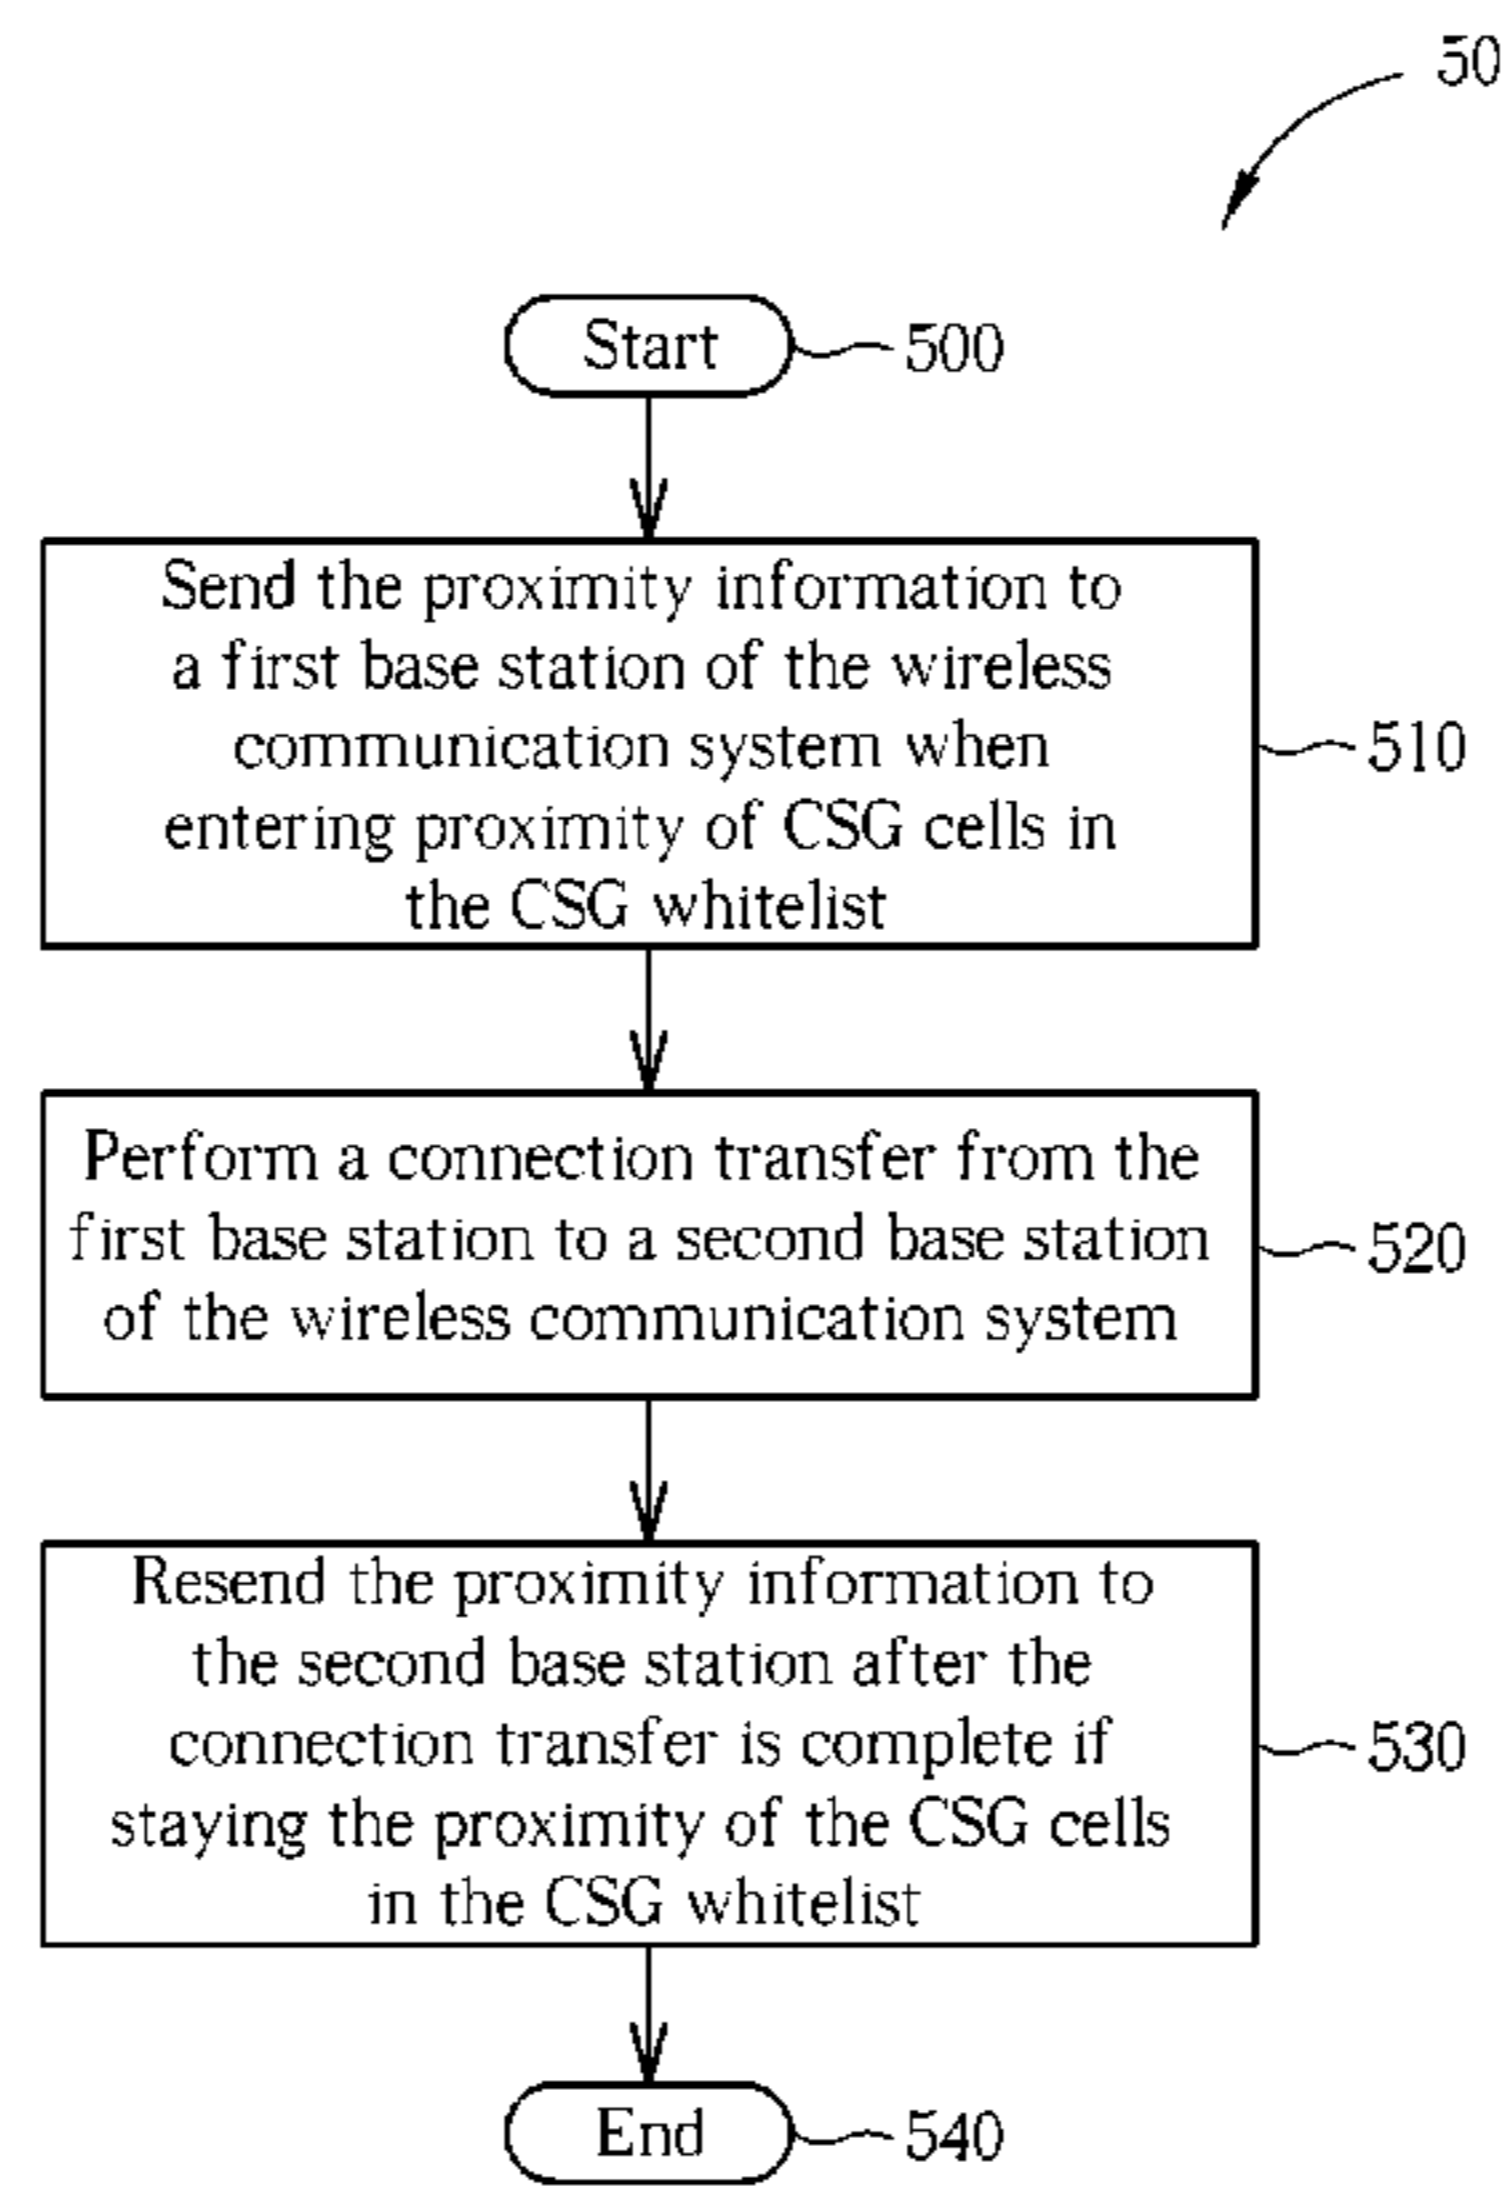 50
Start
500
Send the proximity information to
a first base station of the wireless
communication system when
entering proximity of CSG cells in
the CSG whitelist
510
Perform a connection transfer from the
first base station to a second base station
of the wireless communication system
520
Resend the proximity information to
the second base station after the
connection transfer is complete if
staying the proximity of the CSG cells
in the CSG whitelist
530
End
540